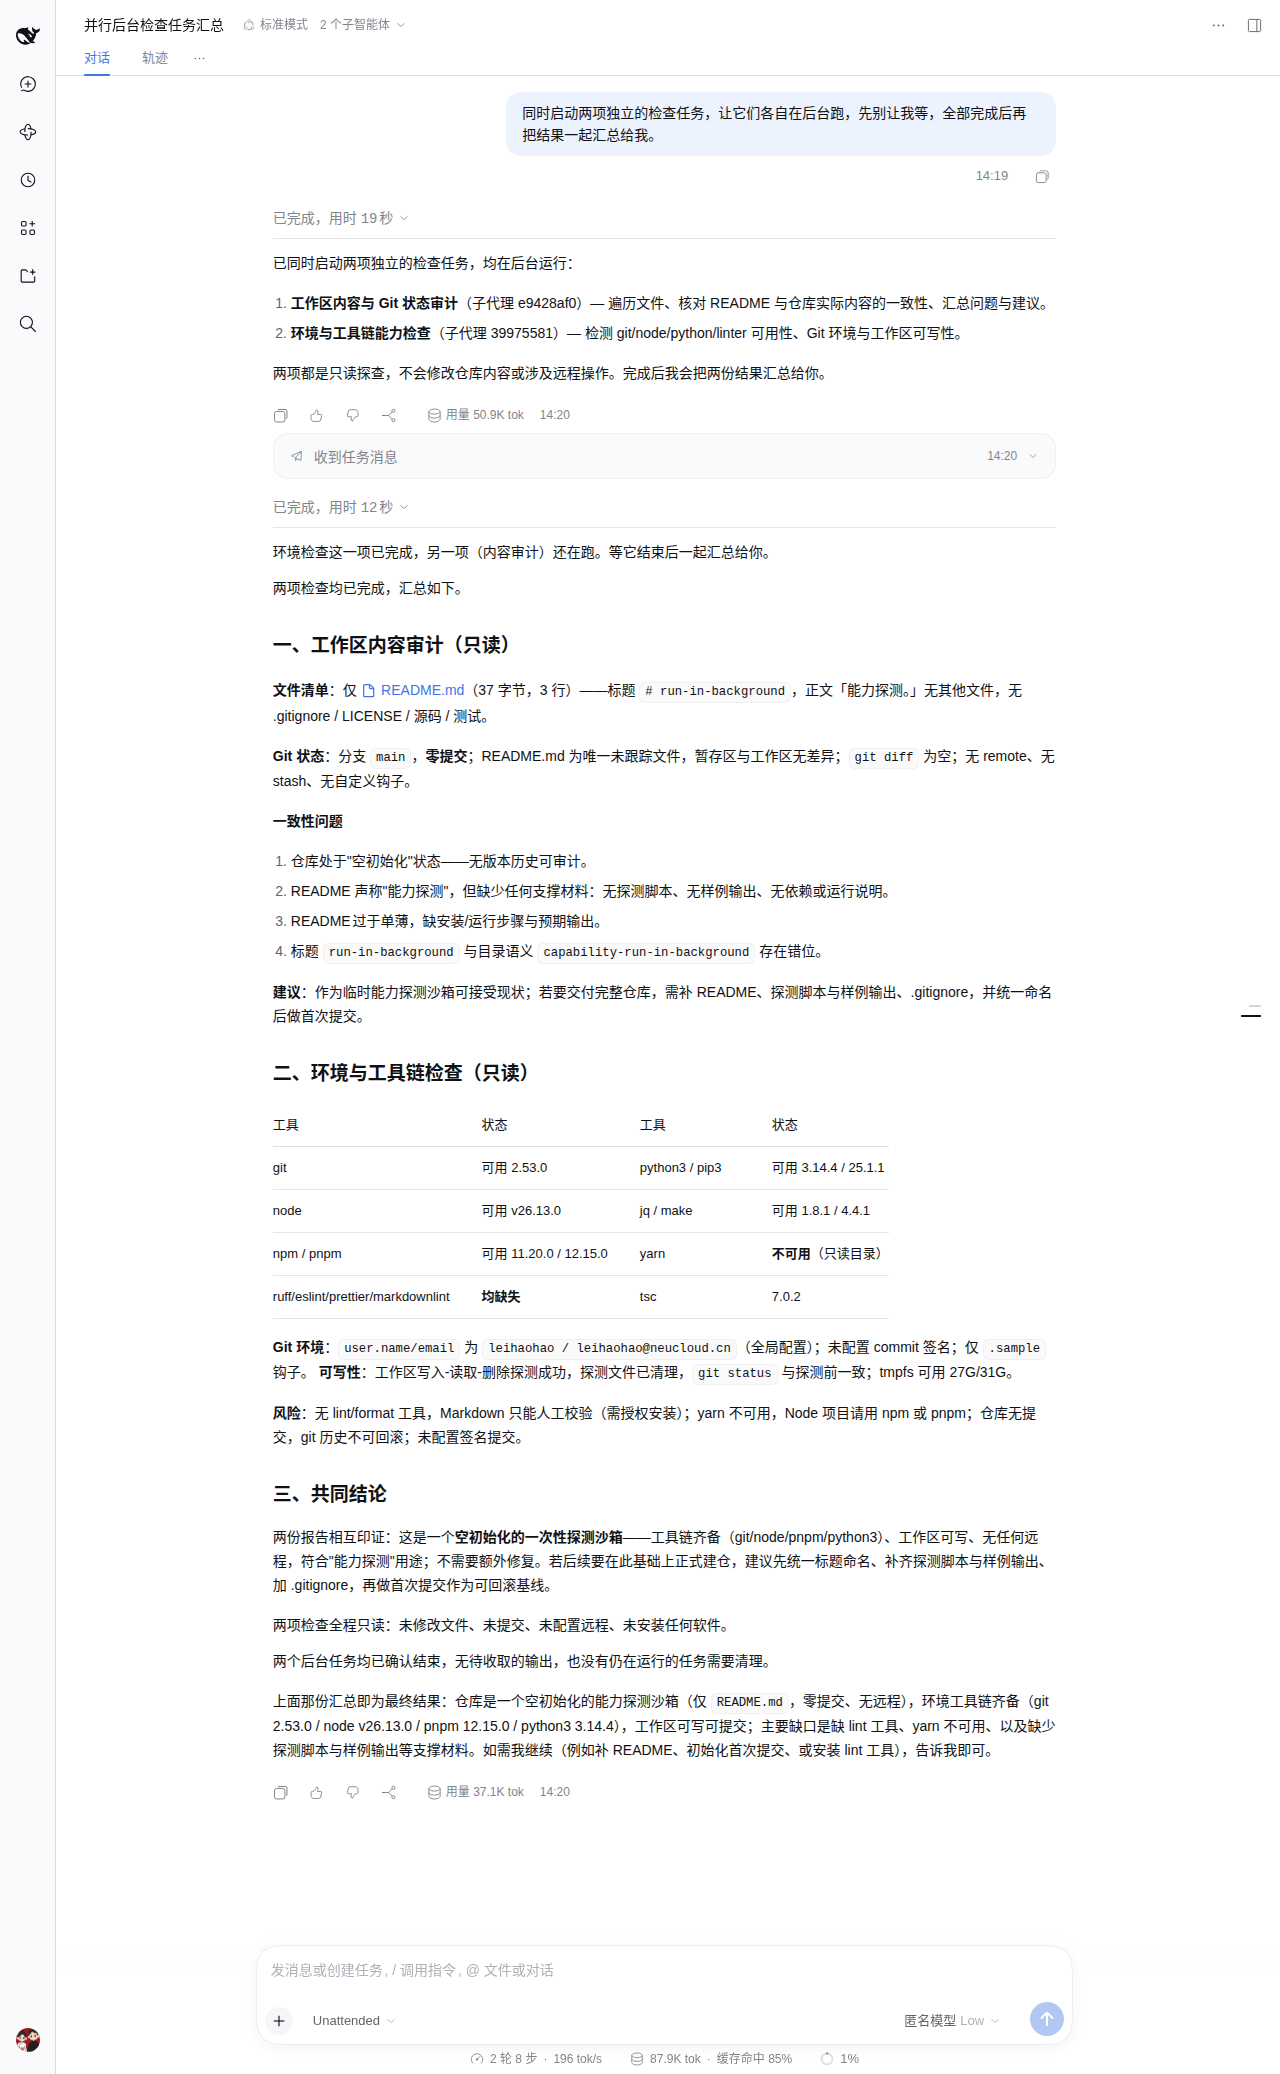 并行后台检查任务汇总 标准模式 2 个子智能体
对话 轨迹 ···
同时启动两项独立的检查任务，让它们各自在后台跑，先别让我等，全部完成后再
把结果一起汇总给我。
14:19
已完成，用时 19 秒
已同时启动两项独立的检查任务，均在后台运行：
1. 工作区内容与 Git 状态审计（子代理 e9428af0）— 遍历文件、核对 README 与仓库实际内容的一致性、汇总问题与建议。
2. 环境与工具链能力检查（子代理 39975581）— 检测 git/node/python/linter 可用性、Git 环境与工作区可写性。
两项都是只读探查，不会修改仓库内容或涉及远程操作。完成后我会把两份结果汇总给你。
用量 50.9K tok 14:20
收到任务消息 14:20
已完成，用时 12 秒
环境检查这一项已完成，另一项（内容审计）还在跑。等它结束后一起汇总给你。
两项检查均已完成，汇总如下。
一、工作区内容审计（只读）
文件清单：仅 README.md（37 字节，3 行）——标题 # run-in-background，正文「能力探测。」无其他文件，无
.gitignore / LICENSE / 源码 / 测试。
Git 状态：分支 main，零提交；README.md 为唯一未跟踪文件，暂存区与工作区无差异；git diff 为空；无 remote、无
stash、无自定义钩子。
一致性问题
1. 仓库处于"空初始化"状态——无版本历史可审计。
2. README 声称"能力探测"，但缺少任何支撑材料：无探测脚本、无样例输出、无依赖或运行说明。
3. README 过于单薄，缺安装/运行步骤与预期输出。
4. 标题 run-in-background 与目录语义 capability-run-in-background 存在错位。
建议：作为临时能力探测沙箱可接受现状；若要交付完整仓库，需补 README、探测脚本与样例输出、.gitignore，并统一命名
后做首次提交。
二、环境与工具链检查（只读）
工具 状态 工具 状态
git 可用 2.53.0 python3 / pip3 可用 3.14.4 / 25.1.1
node 可用 v26.13.0 jq / make 可用 1.8.1 / 4.4.1
npm / pnpm 可用 11.20.0 / 12.15.0 yarn 不可用（只读目录）
ruff/eslint/prettier/markdownlint 均缺失 tsc 7.0.2
Git 环境：user.name/email 为 leihaohao / leihaohao@neucloud.cn（全局配置）；未配置 commit 签名；仅 .sample
钩子。 可写性：工作区写入-读取-删除探测成功，探测文件已清理，git status 与探测前一致；tmpfs 可用 27G/31G。
风险：无 lint/format 工具，Markdown 只能人工校验（需授权安装）；yarn 不可用，Node 项目请用 npm 或 pnpm；仓库无提
交，git 历史不可回滚；未配置签名提交。
三、共同结论
两份报告相互印证：这是一个空初始化的一次性探测沙箱——工具链齐备（git/node/pnpm/python3）、工作区可写、无任何远
程，符合"能力探测"用途；不需要额外修复。若后续要在此基础上正式建仓，建议先统一标题命名、补齐探测脚本与样例输出、
加 .gitignore，再做首次提交作为可回滚基线。
两项检查全程只读：未修改文件、未提交、未配置远程、未安装任何软件。
两个后台任务均已确认结束，无待收取的输出，也没有仍在运行的任务需要清理。
上面那份汇总即为最终结果：仓库是一个空初始化的能力探测沙箱（仅 README.md，零提交、无远程），环境工具链齐备（git
2.53.0 / node v26.13.0 / pnpm 12.15.0 / python3 3.14.4），工作区可写可提交；主要缺口是缺 lint 工具、yarn 不可用、以及缺少
探测脚本与样例输出等支撑材料。如需我继续（例如补 README、初始化首次提交、或安装 lint 工具），告诉我即可。
用量 37.1K tok 14:20
发消息或创建任务, / 调用指令, @ 文件或对话
Unattended 匿名模型 Low
2 轮 8 步 · 196 tok/s 87.9K tok · 缓存命中 85% 1%